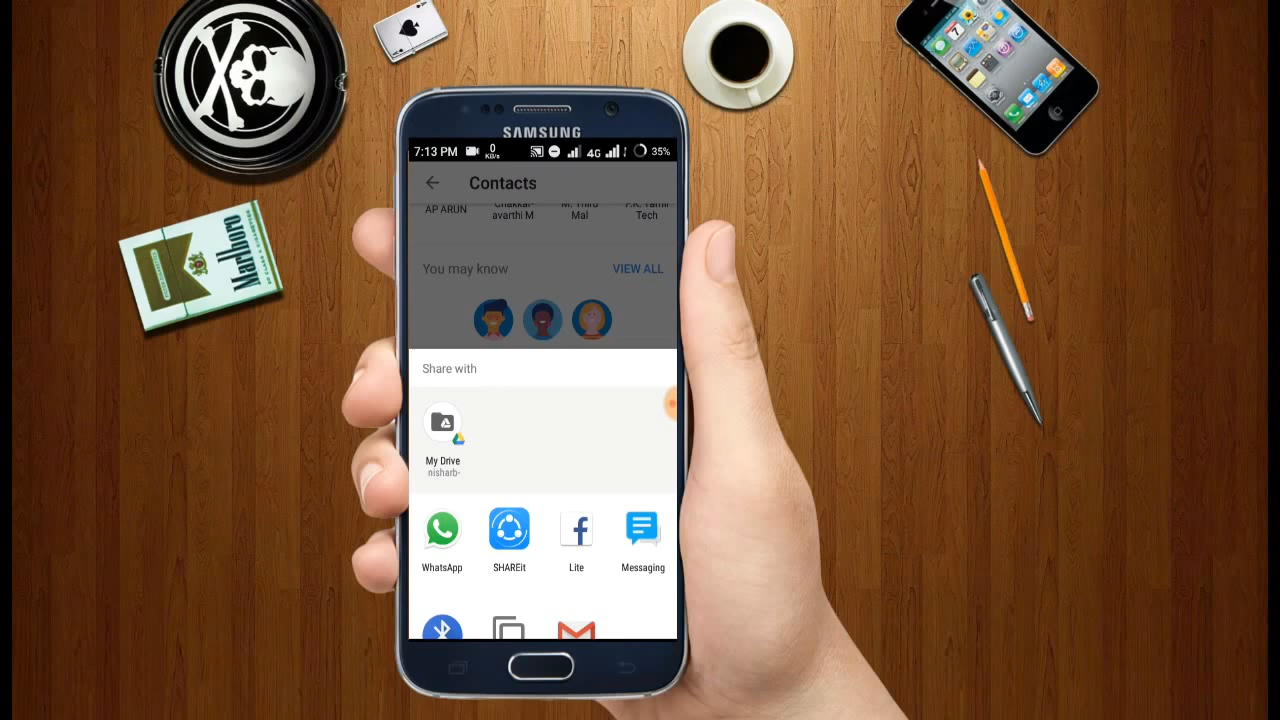 Marlboro
SAMSUNG
7:13 PM 0 KB/s 4G 35%
Contacts
AP ARUN
Chakkar-
avarthi M
M. Thiru
Mal
P.K. Tamil
Tech
You may know VIEW ALL
Share with
My Drive
nisharb-
WhatsApp SHAREit Lite Messaging